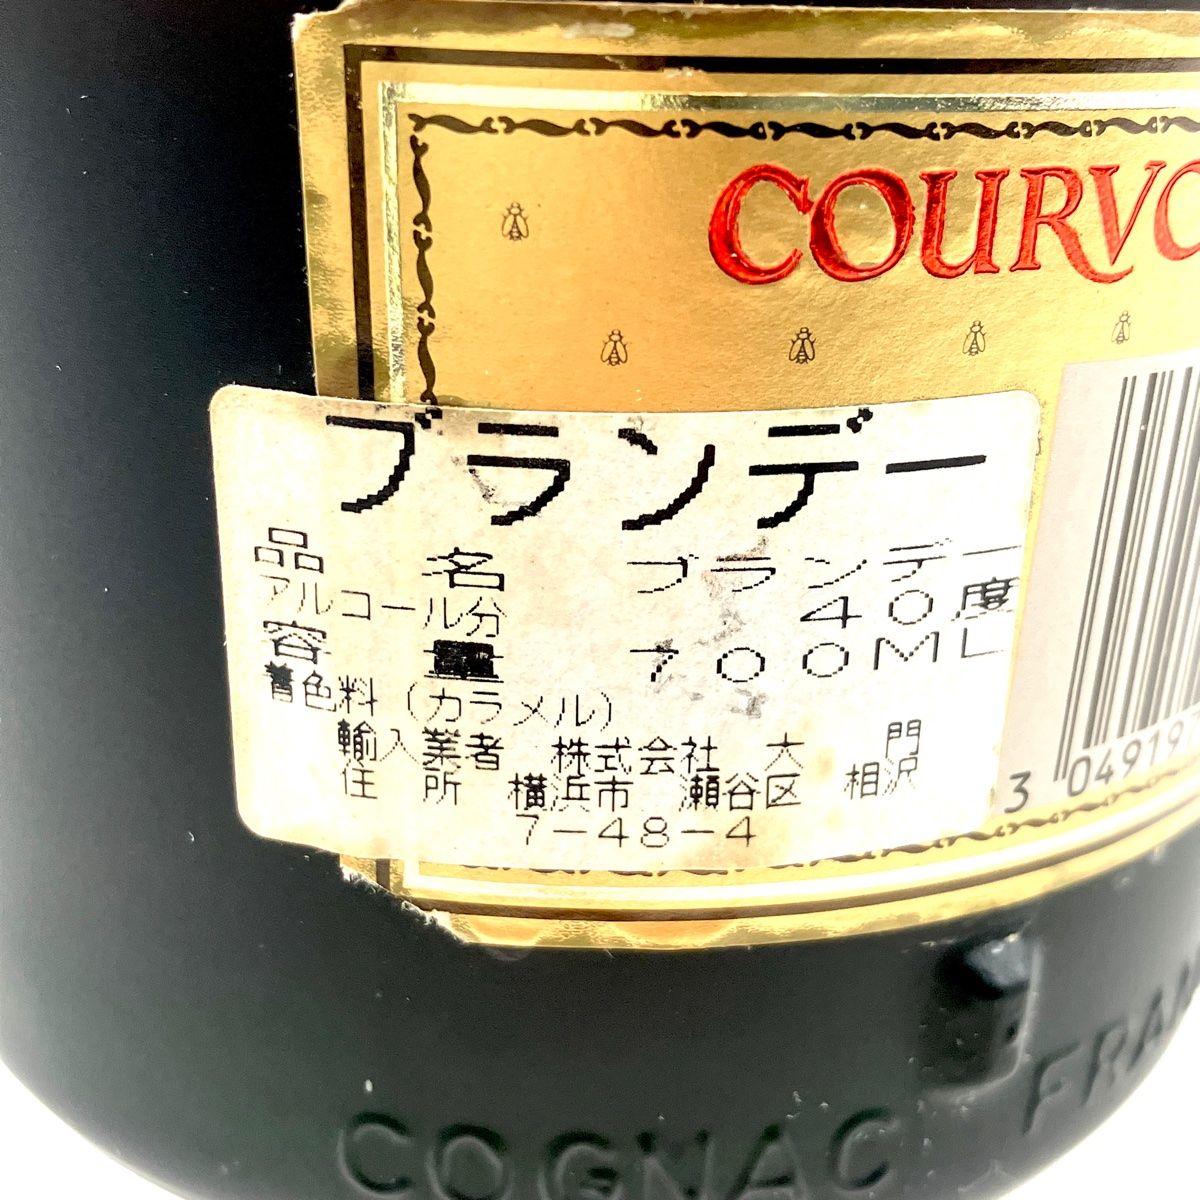 COURVO
ブランデー
品名 ブランデー
アルコール分 40度
容量 700ML
着色料(カラメル)
輸入業者 株式会社 大門
住所 横浜市 瀬谷区 相沢
7-48-4
3 04919
COGNAC
FRAN